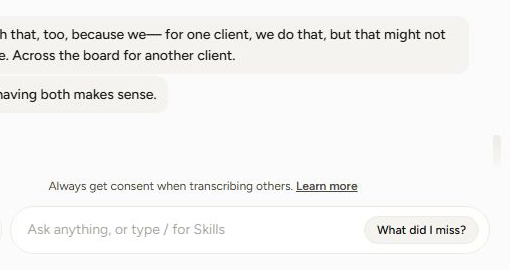 h that, too, because we— for one client, we do that, but that might not
e. Across the board for another client.
having both makes sense.
Always get consent when transcribing others. Learn more
Ask anything, or type / for Skills
What did I miss?